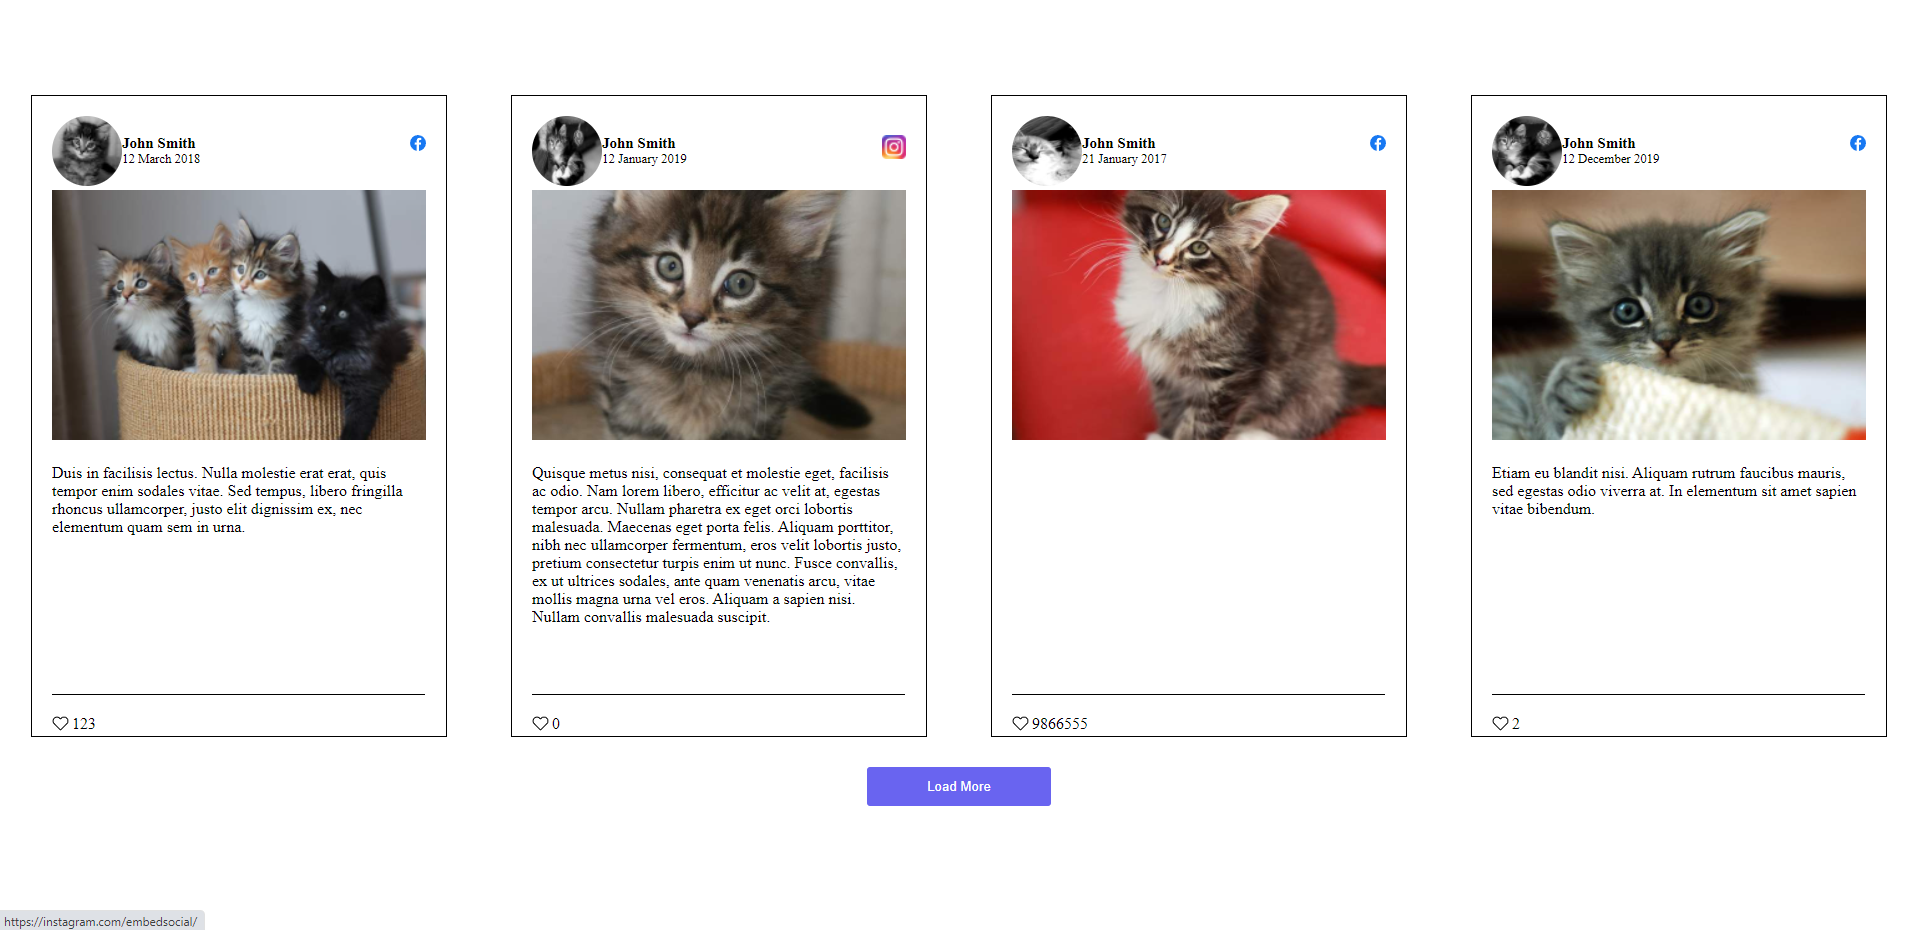 John Smith
12 March 2018
Duis in facilisis lectus. Nulla molestie erat erat, quis
tempor enim sodales vitae. Sed tempus, libero fringilla
rhoncus ullamcorper, justo elit dignissim ex, nec
elementum quam sem in urna.
123
John Smith
12 January 2019
Quisque metus nisi, consequat et molestie eget, facilisis
ac odio. Nam lorem libero, efficitur ac velit at, egestas
tempor arcu. Nullam pharetra ex eget orci lobortis
malesuada. Maecenas eget porta felis. Aliquam porttitor,
nibh nec ullamcorper fermentum, eros velit lobortis justo,
pretium consectetur turpis enim ut nunc. Fusce convallis,
ex ut ultrices sodales, ante quam venenatis arcu, vitae
mollis magna urna vel eros. Aliquam a sapien nisi.
Nullam convallis malesuada suscipit.
0
John Smith
21 January 2017
9866555
John Smith
12 December 2019
Etiam eu blandit nisi. Aliquam rutrum faucibus mauris,
sed egestas odio viverra at. In elementum sit amet sapien
vitae bibendum.
2
Load More
https://instagram.com/embedsocial/